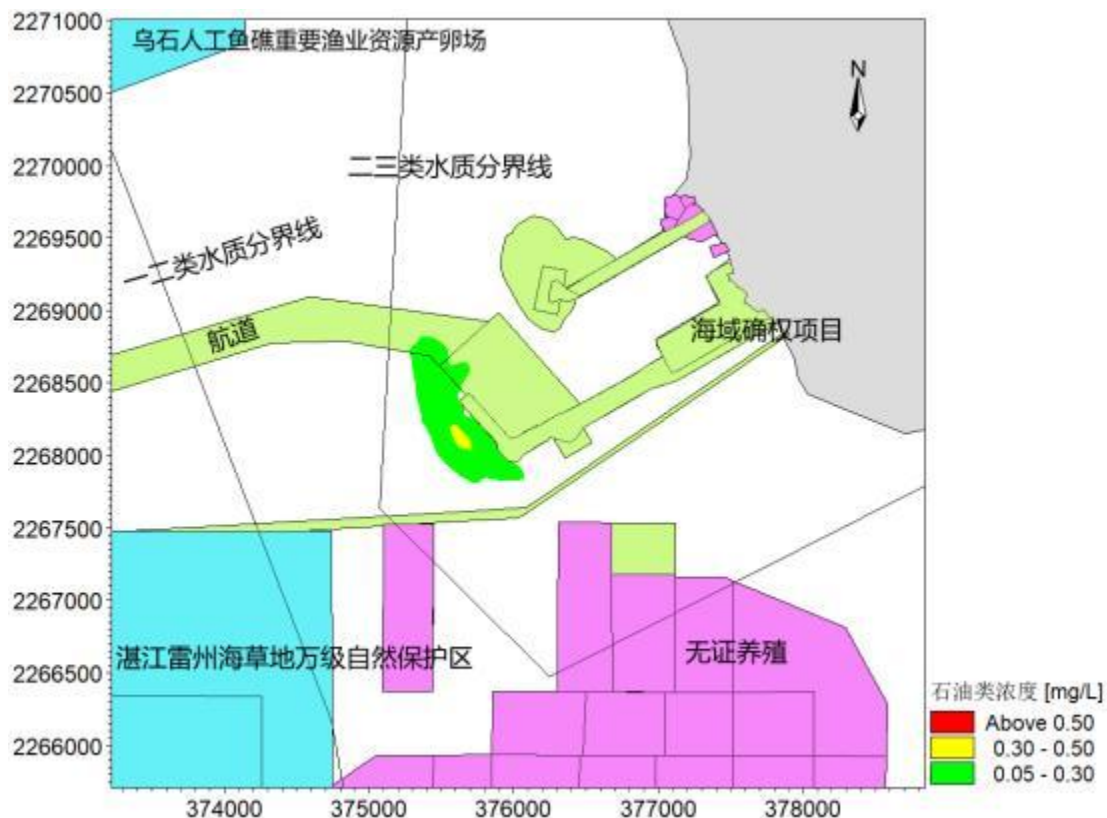 2271000
乌石人工鱼礁重要渔业资源产卵场
2270500
N
2270000
二三类水质分界线
2269500
一二类水质分界线
2269000
航道
海域确权项目
2268500
2268000
2267500
2267000
湛江雷州海草地方级自然保护区
无证养殖
2266500
石油类浓度 [mg/L]
Above 0.50
0.30 - 0.50
0.05 - 0.30
2266000
374000 375000 376000 377000 378000